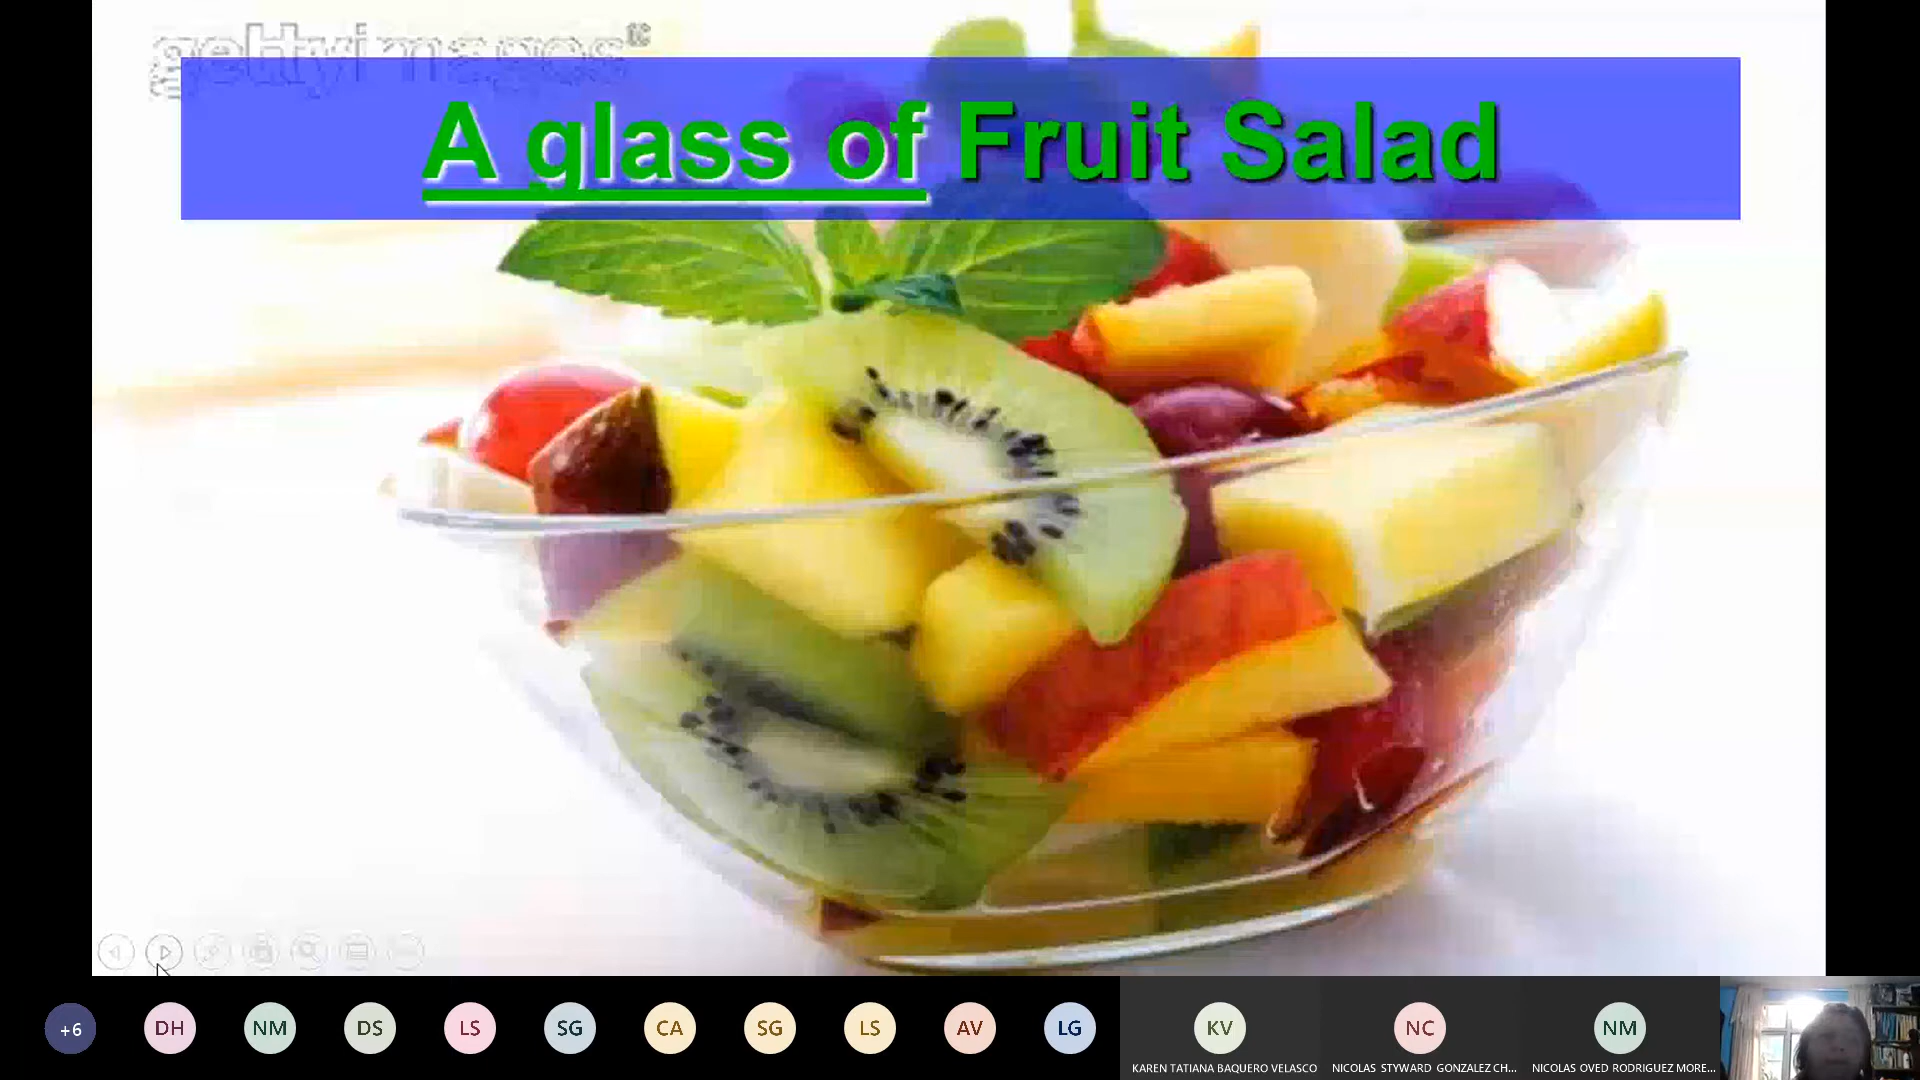 gettyimages®
A glass of Fruit Salad
+6
DH
NM
DS
LS
SG
CA
SG
LS
AV
LG
KV
NC
NM
KAREN TATIANA BAQUERO VELASCO
NICOLAS STYWARD GONZALEZ CH...
NICOLAS OVED RODRIGUEZ MORE...